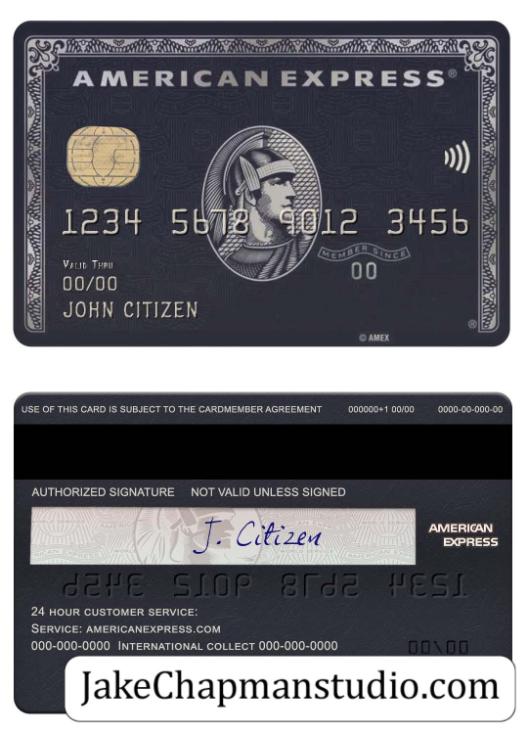 AMERICAN EXPRESS®
1234 5678 9012 3456
MEMBER SINCE
VALID THRU
00/00
00
JOHN CITIZEN
®
© AMEX
USE OF THIS CARD IS SUBJECT TO THE CARDMEMBER AGREEMENT 000000+1 00/00 0000-00-000-00
AUTHORIZED SIGNATURE NOT VALID UNLESS SIGNED
J. Citizen
AMERICAN
EXPRESS
24 HOUR CUSTOMER SERVICE:
SERVICE: AMERICANEXPRESS.COM
000-000-0000 INTERNATIONAL COLLECT 000-000-0000
00/00
JakeChapmanstudio.com